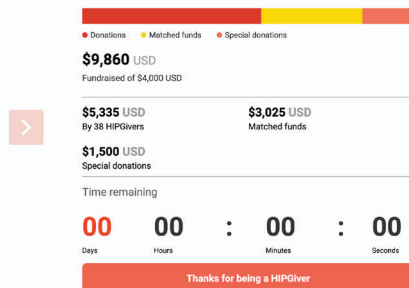 Donations Matched funds Special donations
$9,860 USD
Fundraised of $4,000 USD
$5,335 USD $3,025 USD
By 38 HIPGivers Matched funds
$1,500 USD
Special donations
Time remaining
00 00 : 00 : 00
Days Hours Minutes Seconds
Thanks for being a HIPGiver